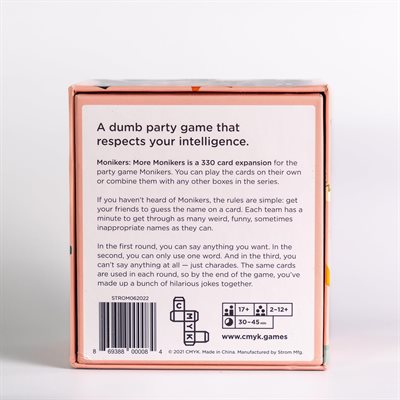 A dumb party game that
respects your intelligence.
Monikers: More Monikers is a 330 card expansion for the
party game Monikers. You can play the cards on their own
or combine them with any other boxes in the series.
If you haven't heard of Monikers, the rules are simple: get
your friends to guess the name on a card. Each team has a
minute to get through as many weird, funny, sometimes
inappropriate names as they can.
In the first round, you can say anything you want. In the
second, you can only use one word. And in the third, you
can't say anything at all — just charades. The same cards
are used in each round, so by the end of the game, you've
made up a bunch of hilarious jokes together.
STROM062022
C
M
Y
K
17+
2–12+
30–45 min
www.cmyk.games
8 69388 00008 4
© 2021 CMYK. Made in China. Manufactured by Strom Mfg.